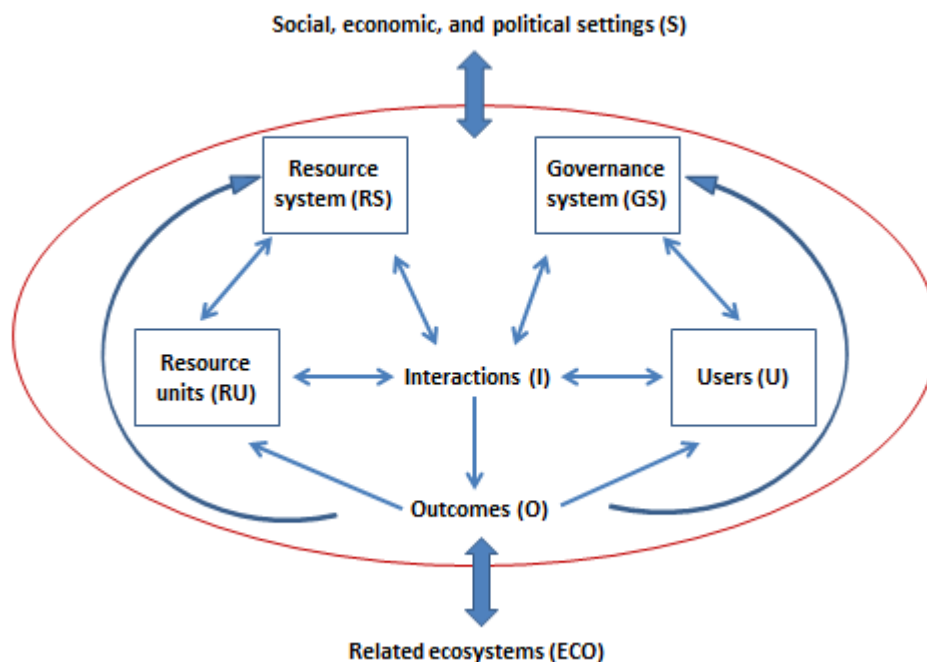 Social, economic, and political settings (S)
Resource
system (RS)
Governance
system (GS)
Resource
units (RU)
Interactions (I)
Users (U)
Outcomes (O)
Related ecosystems (ECO)